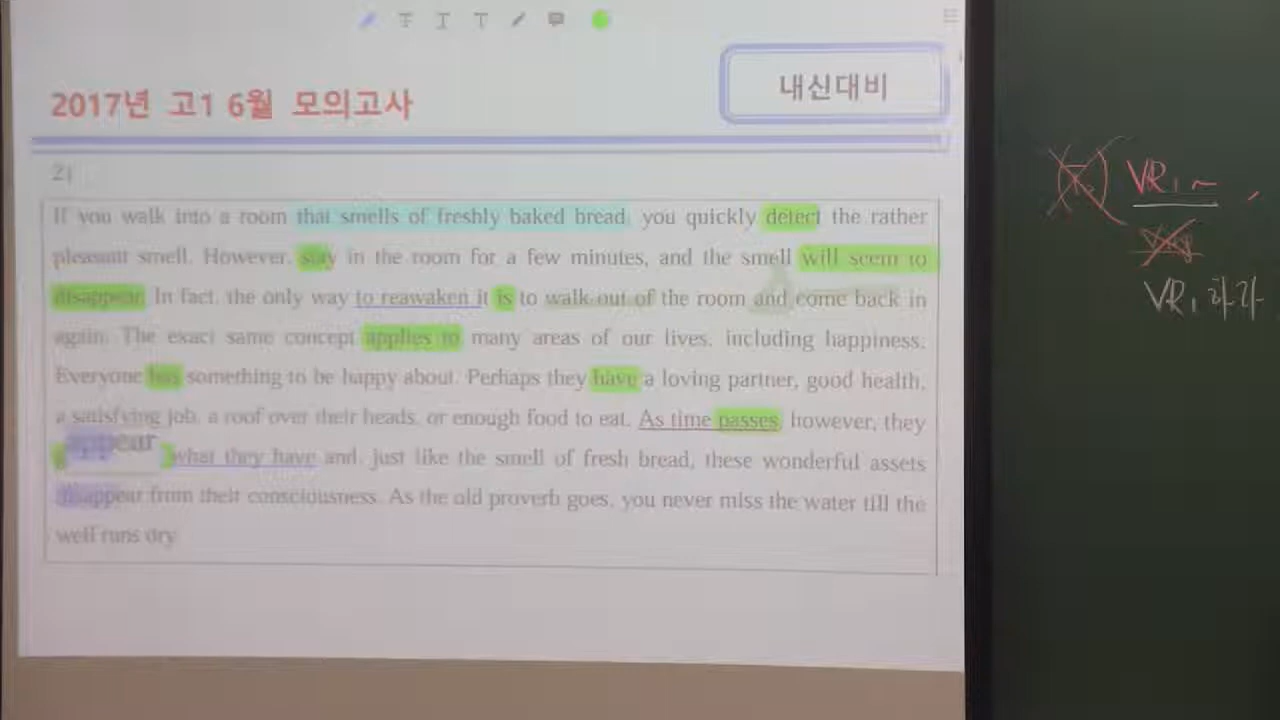 2017년 고1 6월 모의고사
내신대비
21
If you walk into a room that smells of freshly baked bread, you quickly detect the rather
pleasant smell. However, stay in the room for a few minutes, and the smell will seem to
disappear. In fact, the only way to reawaken it is to walk out of the room and come back in
again. The exact same concept applies to many areas of our lives, including happiness.
Everyone has something to be happy about. Perhaps they have a loving partner, good health,
a satisfying job, a roof over their heads, or enough food to eat. As time passes, however, they
appear
what they have and, just like the smell of fresh bread, these wonderful assets
disappear from their consciousness. As the old proverb goes, you never miss the water till the
well runs dry.
VR, ~ ,
VR, 하라